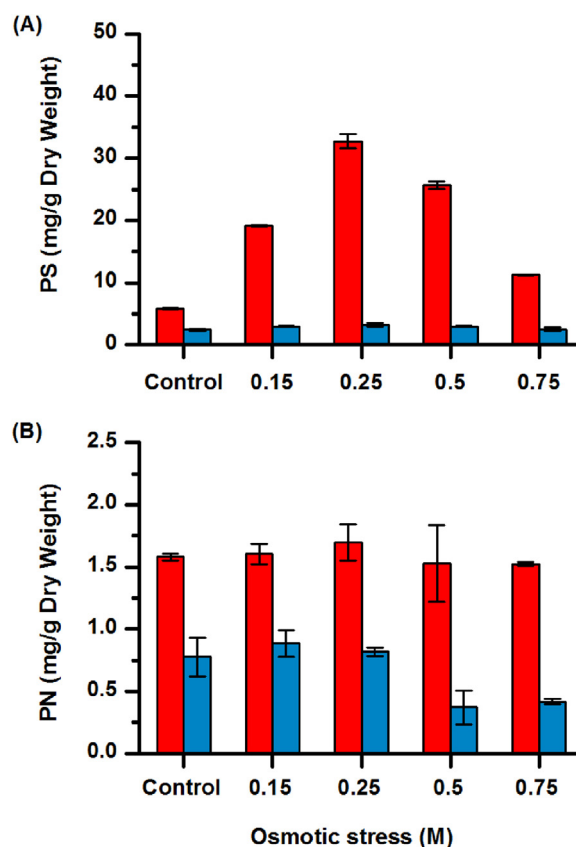 (A)
PS (mg/g Dry Weight)
50
40
30
20
10
0
Control 0.15 0.25 0.5 0.75
(B)
PN (mg/g Dry Weight)
2.5
2.0
1.5
1.0
0.5
0.0
Control 0.15 0.25 0.5 0.75
Osmotic stress (M)